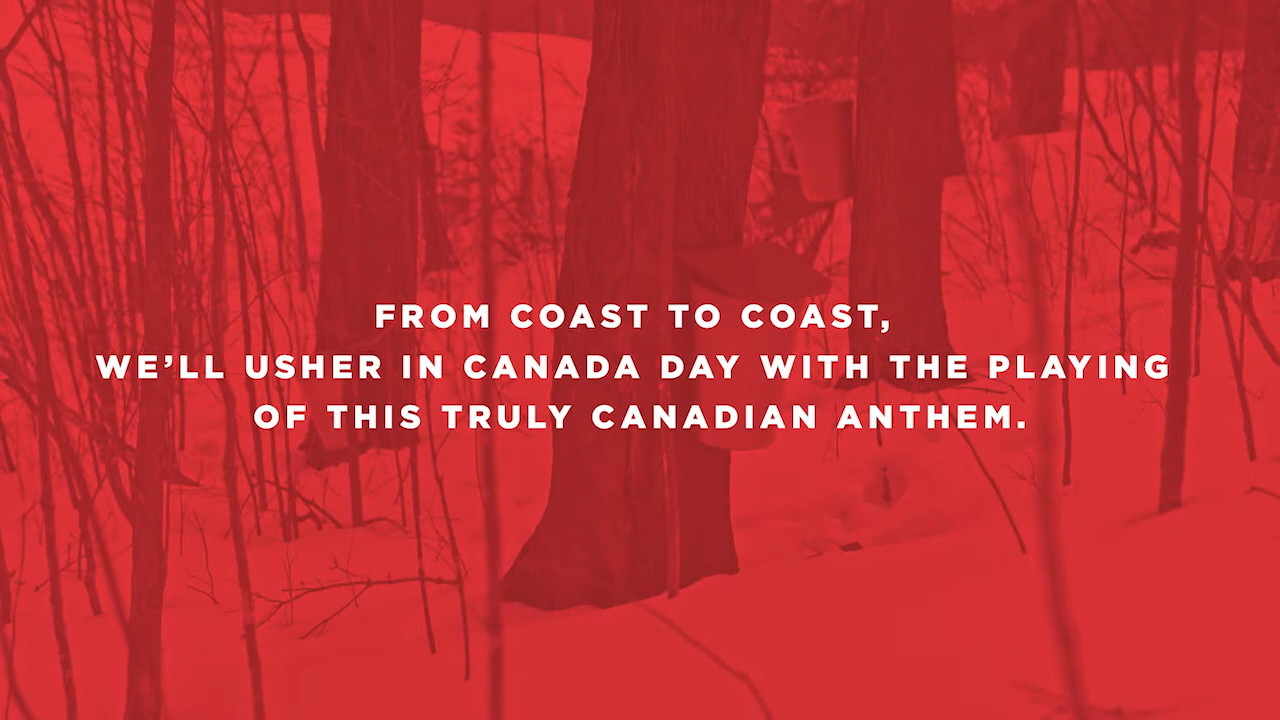 FROM COAST TO COAST,
WE’LL USHER IN CANADA DAY WITH THE PLAYING
OF THIS TRULY CANADIAN ANTHEM.